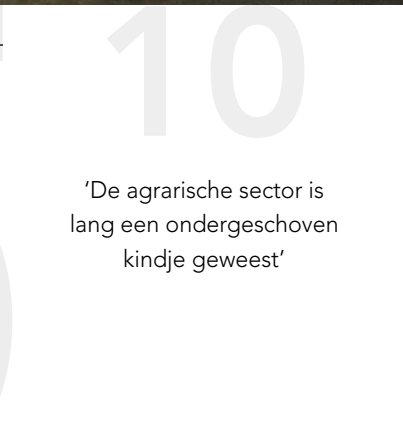 10
‘De agrarische sector is
lang een ondergeschoven
kindje geweest’